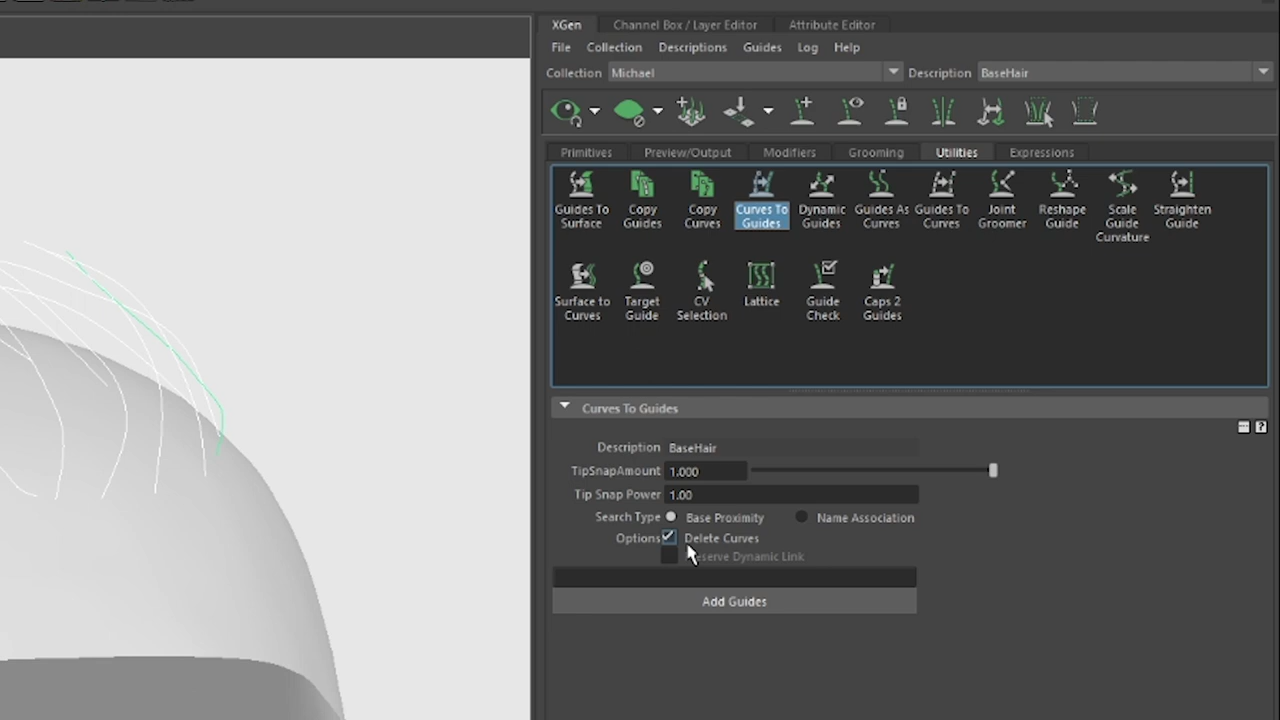 XGen Channel Box / Layer Editor Attribute Editor
File Collection Descriptions Guides Log Help
Collection Michael Description BaseHair
Primitives Preview/Output Modifiers Grooming Utilities Expressions
Guides To Surface
Copy Guides
Copy Curves
Curves To Guides
Dynamic Guides
Guides As Curves
Guides To Curves
Joint Groomer
Reshape Guide
Scale Guide Curvature
Straighten Guide
Surface to Curves
Target Guide
CV Selection
Lattice
Guide Check
Caps 2 Guides
Curves To Guides
?
Description BaseHair
TipSnapAmount 1.000
Tip Snap Power 1.00
Search Type Base Proximity Name Association
Options Delete Curves
Dynamic Link
Add Guides